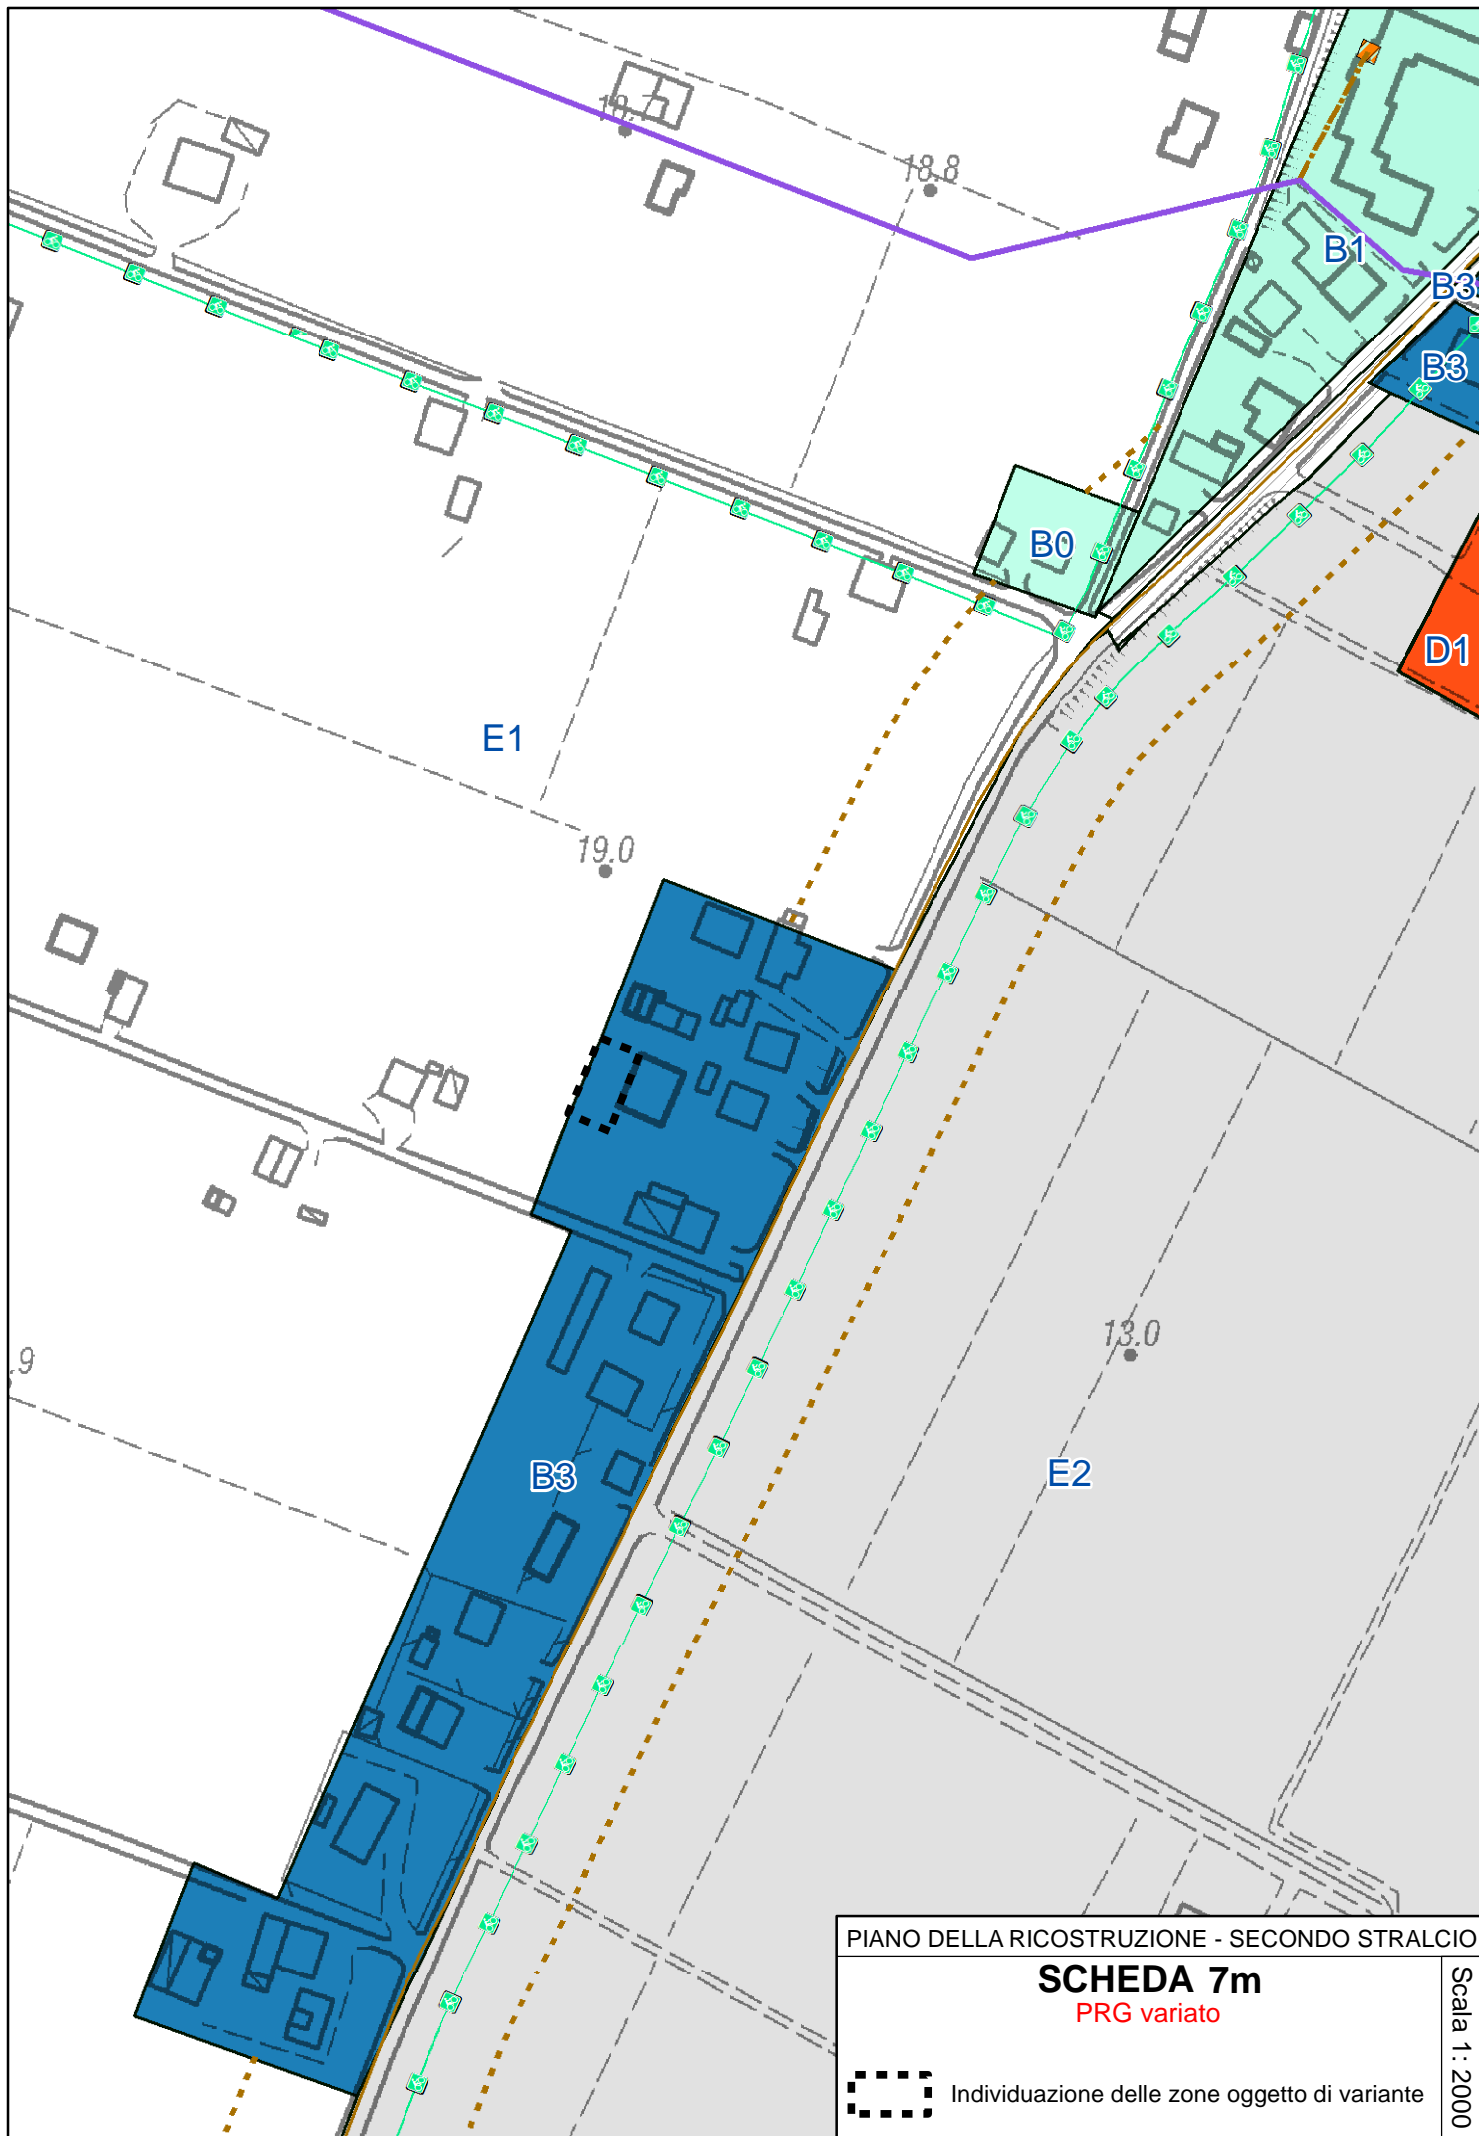 18.8
B1
B3
B3
B0
D1
E1
19.0
13.0
.9
B3
E2
PIANO DELLA RICOSTRUZIONE - SECONDO STRALCIO
SCHEDA 7m
PRG variato
Individuazione delle zone oggetto di variante
Scala 1: 2000